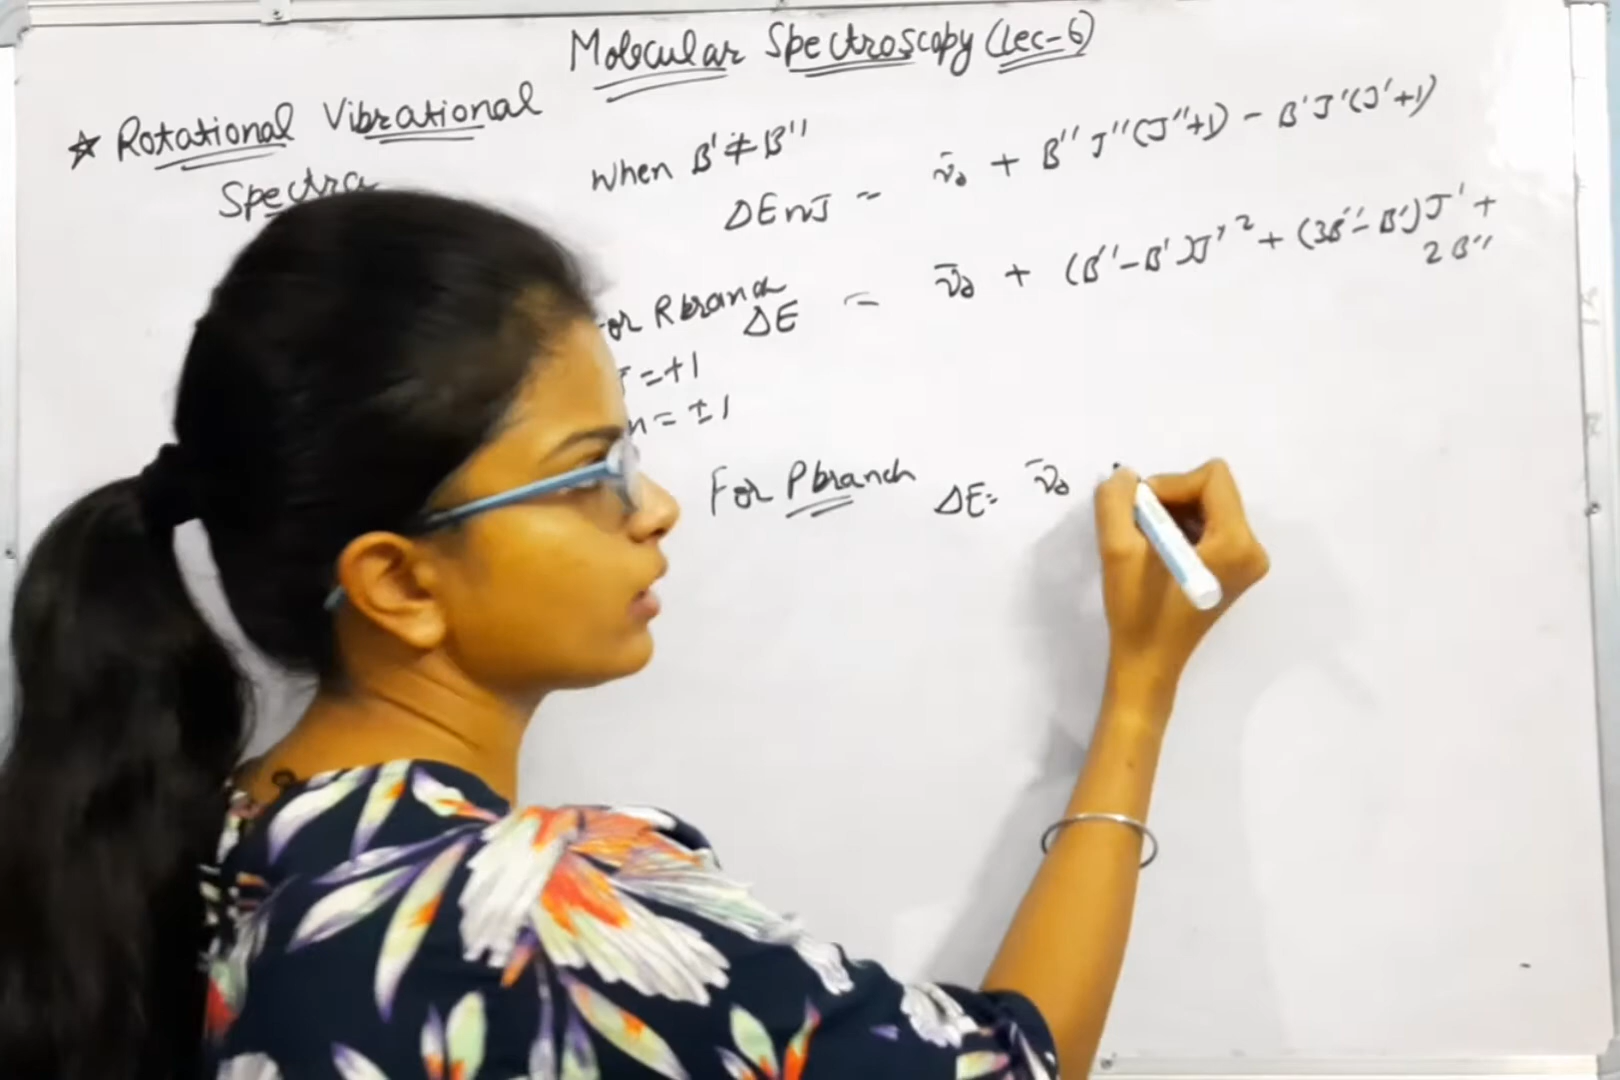 Molecular Spectroscopy (Lec-6)
☆ Rotational Vibrational
Spectra
When B' ≠ B''
ΔEnJ = ν̄₀ + B'' J''(J''+1) - B'J'(J'+1)
For R branch
ΔE = ν̄₀ + (B''-B')J'² + (3B''-B')J' +
2B''
= +1
n = ±1
For P branch ΔE = ν̄₀